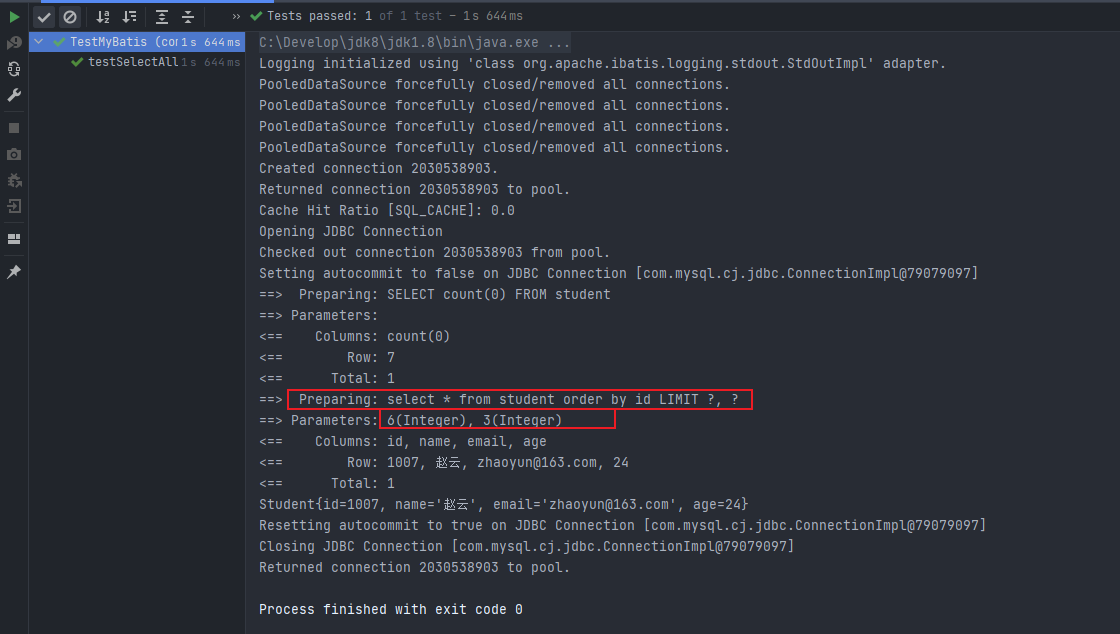 Tests passed: 1 of 1 test – 1 s 644 ms
TestMyBatis (con 1 s 644 ms
testSelectAll 1 s 644 ms
C:\Develop\jdk8\jdk1.8\bin\java.exe ...
Logging initialized using 'class org.apache.ibatis.logging.stdout.StdOutImpl' adapter.
PooledDataSource forcefully closed/removed all connections.
PooledDataSource forcefully closed/removed all connections.
PooledDataSource forcefully closed/removed all connections.
PooledDataSource forcefully closed/removed all connections.
Created connection 2030538903.
Returned connection 2030538903 to pool.
Cache Hit Ratio [SQL_CACHE]: 0.0
Opening JDBC Connection
Checked out connection 2030538903 from pool.
Setting autocommit to false on JDBC Connection [com.mysql.cj.jdbc.ConnectionImpl@79079097]
==>  Preparing: SELECT count(0) FROM student
==> Parameters:
<==    Columns: count(0)
<==        Row: 7
<==      Total: 1
==>  Preparing: select * from student order by id LIMIT ?, ?
==> Parameters: 6(Integer), 3(Integer)
<==    Columns: id, name, email, age
<==        Row: 1007, 赵云, zhaoyun@163.com, 24
<==      Total: 1
Student{id=1007, name='赵云', email='zhaoyun@163.com', age=24}
Resetting autocommit to true on JDBC Connection [com.mysql.cj.jdbc.ConnectionImpl@79079097]
Closing JDBC Connection [com.mysql.cj.jdbc.ConnectionImpl@79079097]
Returned connection 2030538903 to pool.
Process finished with exit code 0